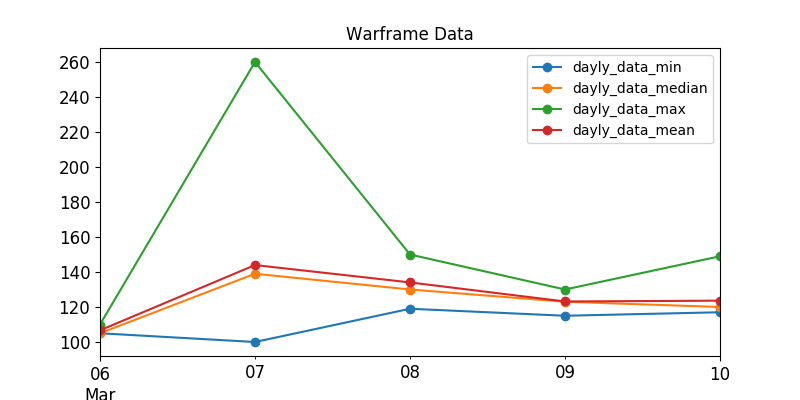 Warframe Data
dayly_data_min
dayly_data_median
dayly_data_max
dayly_data_mean
260
240
220
200
180
160
140
120
100
06 07 08 09 10
Mar